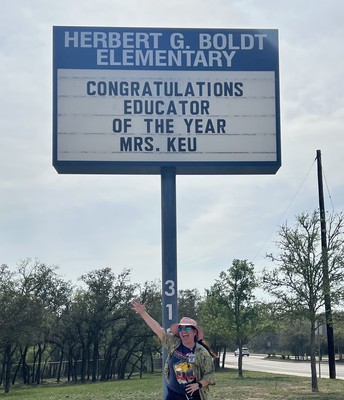 HERBERT G. BOLDT
ELEMENTARY
CONGRATULATIONS
EDUCATOR
OF THE YEAR
MRS. KEU
31